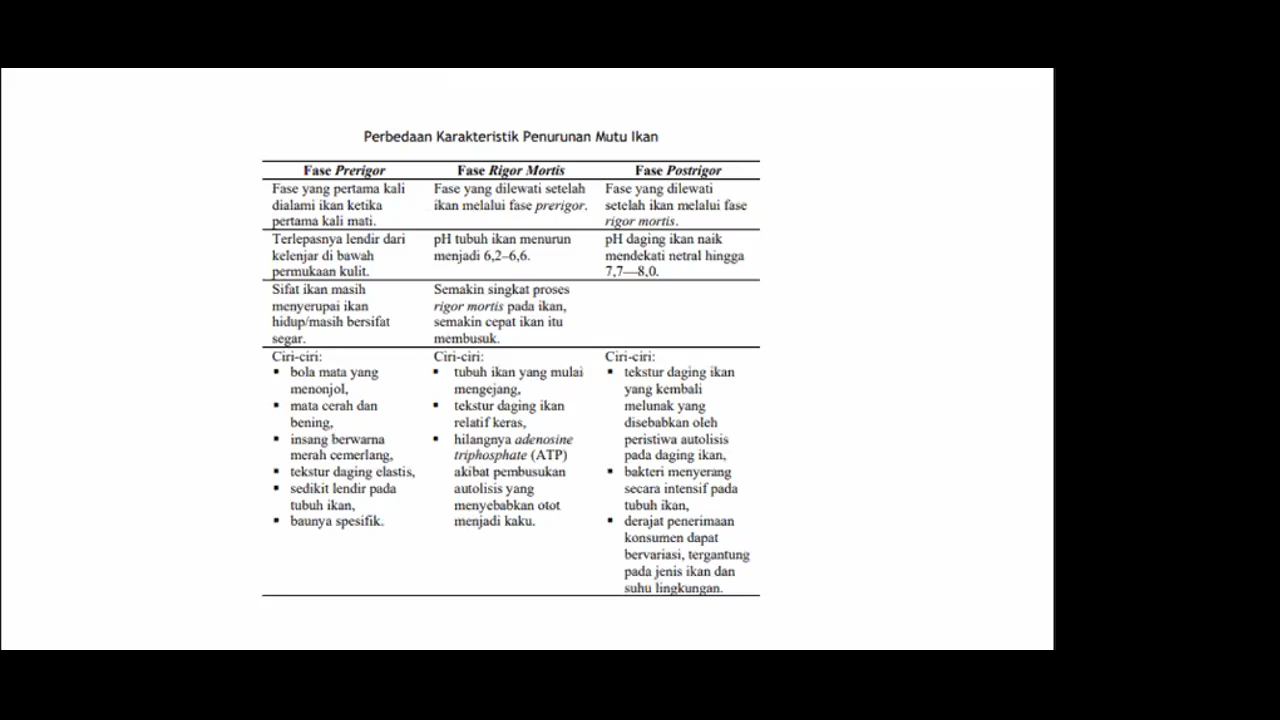 Perbedaan Karakteristik Penurunan Mutu Ikan
Fase Prerigor
Fase Rigor Mortis
Fase Postrigor
Fase yang pertama kali
dialami ikan ketika
pertama kali mati.
Fase yang dilewati setelah
ikan melalui fase prerigor.
Fase yang dilewati
setelah ikan melalui fase
rigor mortis.
Terlepasnya lendir dari
kelenjar di bawah
permukaan kulit.
pH tubuh ikan menurun
menjadi 6,2–6,6.
pH daging ikan naik
mendekati netral hingga
7,7—8,0.
Sifat ikan masih
menyerupai ikan
hidup/masih bersifat
segar.
Semakin singkat proses
rigor mortis pada ikan,
semakin cepat ikan itu
membusuk.
Ciri-ciri:
▪ bola mata yang
menonjol,
▪ mata cerah dan
bening,
▪ insang berwarna
merah cemerlang,
▪ tekstur daging elastis,
▪ sedikit lendir pada
tubuh ikan,
▪ baunya spesifik.
Ciri-ciri:
▪ tubuh ikan yang mulai
mengejang,
▪ tekstur daging ikan
relatif keras,
▪ hilangnya adenosine
triphosphate (ATP)
akibat pembusukan
autolisis yang
menyebabkan otot
menjadi kaku.
Ciri-ciri:
▪ tekstur daging ikan
yang kembali
melunak yang
disebabkan oleh
peristiwa autolisis
pada daging ikan,
▪ bakteri menyerang
secara intensif pada
tubuh ikan,
▪ derajat penerimaan
konsumen dapat
bervariasi, tergantung
pada jenis ikan dan
suhu lingkungan.